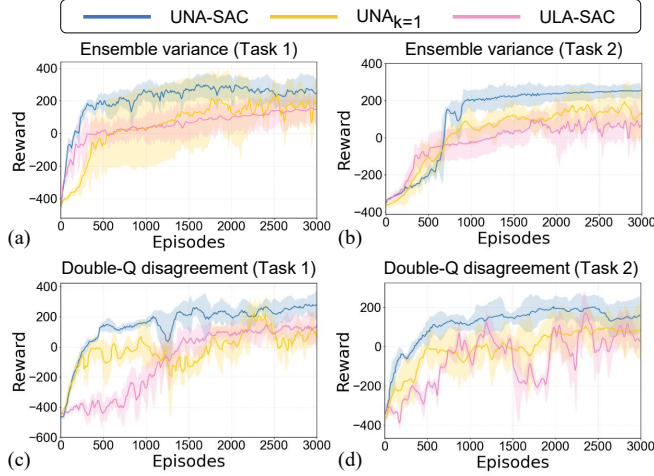 UNA-SAC UNAk=1 ULA-SAC
Ensemble variance (Task 1) Ensemble variance (Task 2)
400
200
0
−200
−400
Reward
0 500 1000 1500 2000 2500 3000
(a) Episodes
400
200
0
−200
−400
Reward
0 500 1000 1500 2000 2500 3000
(b) Episodes
Double-Q disagreement (Task 1) Double-Q disagreement (Task 2)
400
200
0
−200
−400
−600
Reward
0 500 1000 1500 2000 2500 3000
(c) Episodes
200
0
−200
−400
Reward
0 500 1000 1500 2000 2500 3000
(d) Episodes